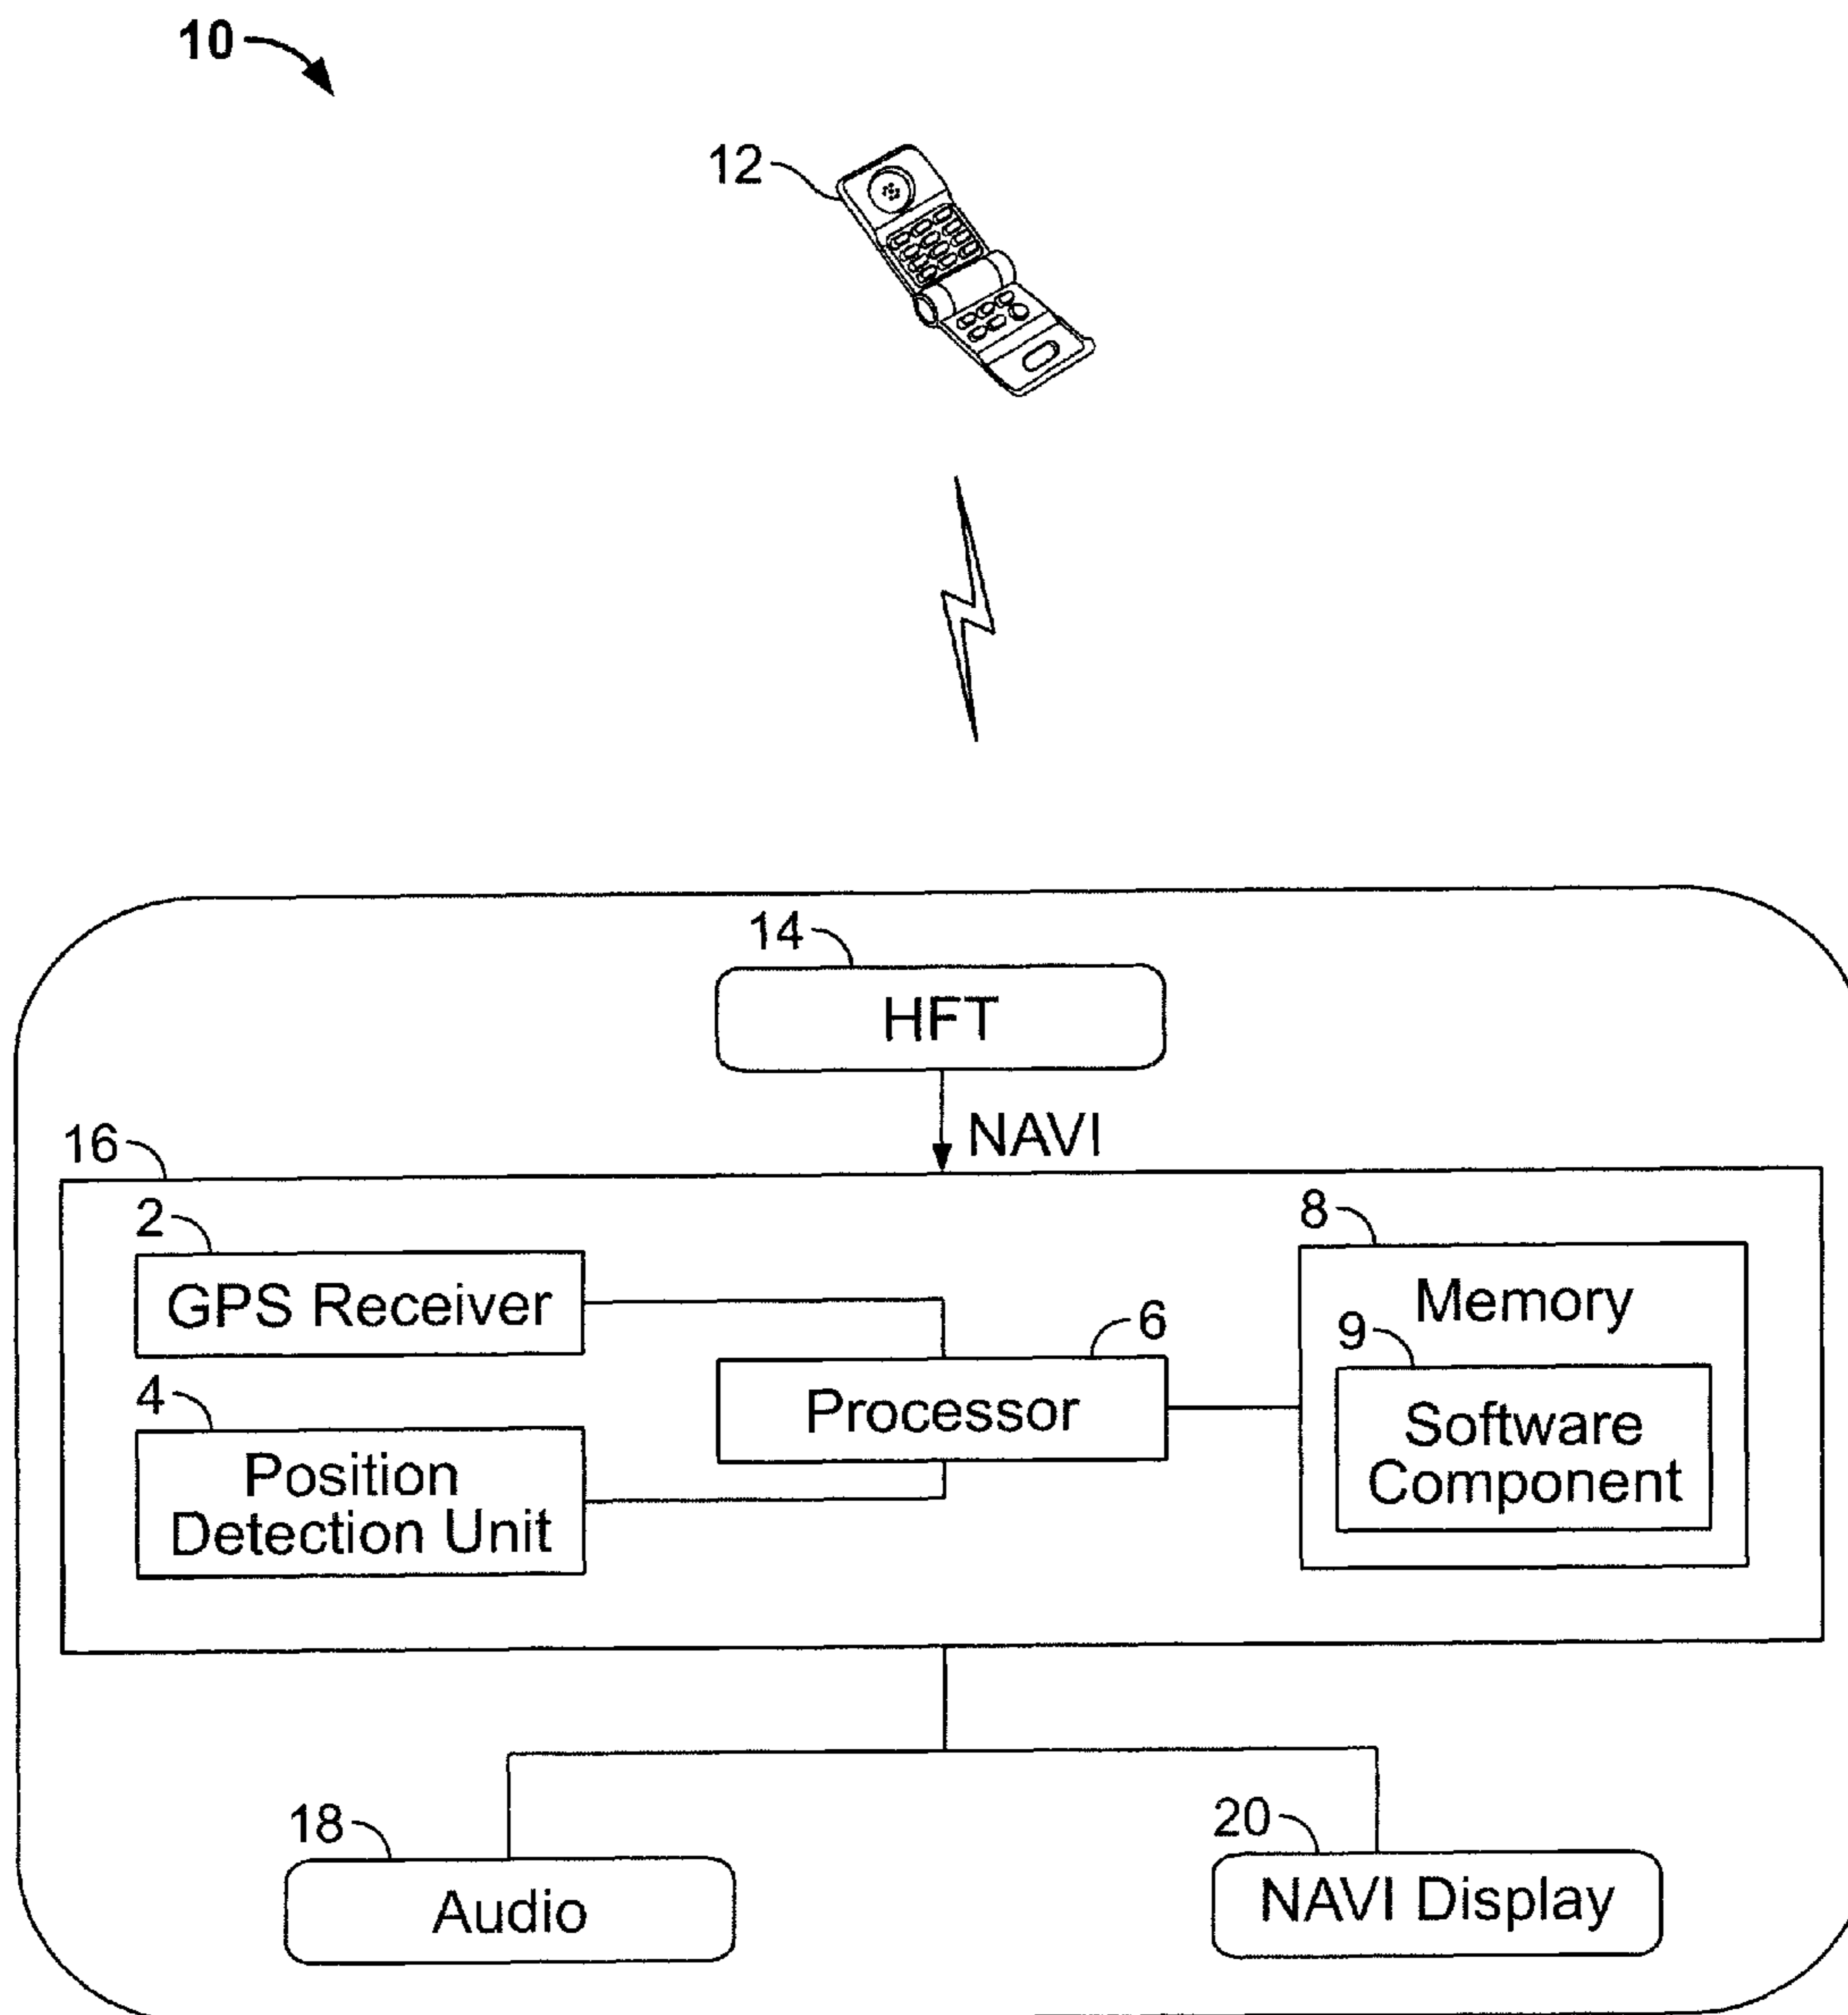 10
12
14
HFT
NAVI
16
2
GPS Receiver
8
Memory
6
Processor
9
Software
Component
4
Position
Detection Unit
18
Audio
20
NAVI Display